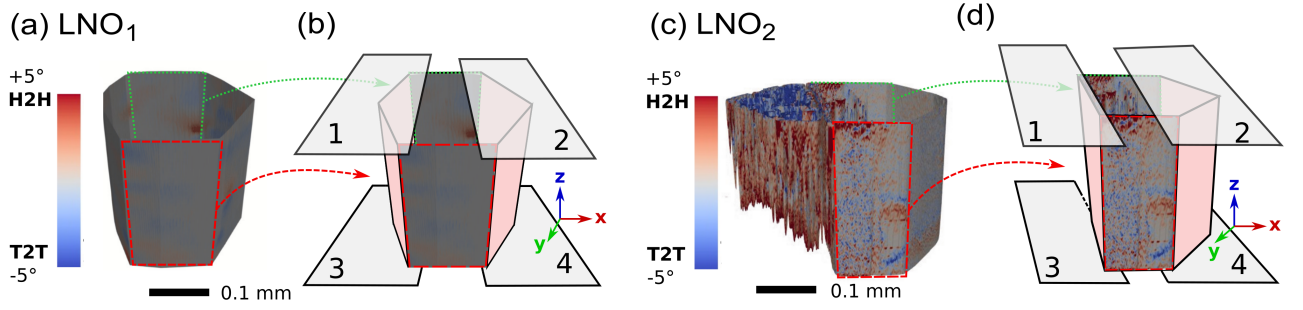 (a) LNO₁
(b)
(c) LNO₂
(d)
+5°
H2H
T2T
-5°
0.1 mm
1
2
3
4
z
x
y
+5°
H2H
T2T
-5°
0.1 mm
1
2
3
4
z
x
y